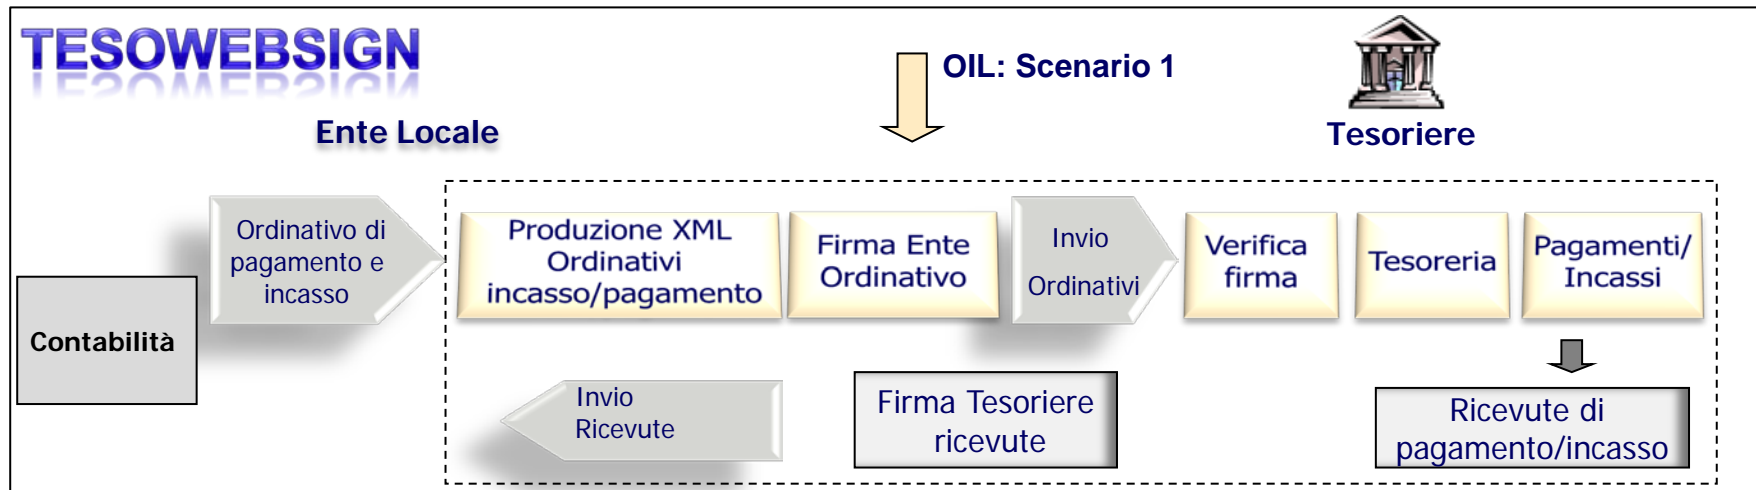 TESOWEBSIGN
OIL: Scenario 1
Ente Locale
Tesoriere
Ordinativo di
pagamento e
incasso
Produzione XML
Ordinativi
incasso/pagamento
Firma Ente
Ordinativo
Invio
Ordinativi
Verifica
firma
Tesoreria
Pagamenti/
Incassi
Contabilità
Invio
Ricevute
Firma Tesoriere
ricevute
Ricevute di
pagamento/incasso